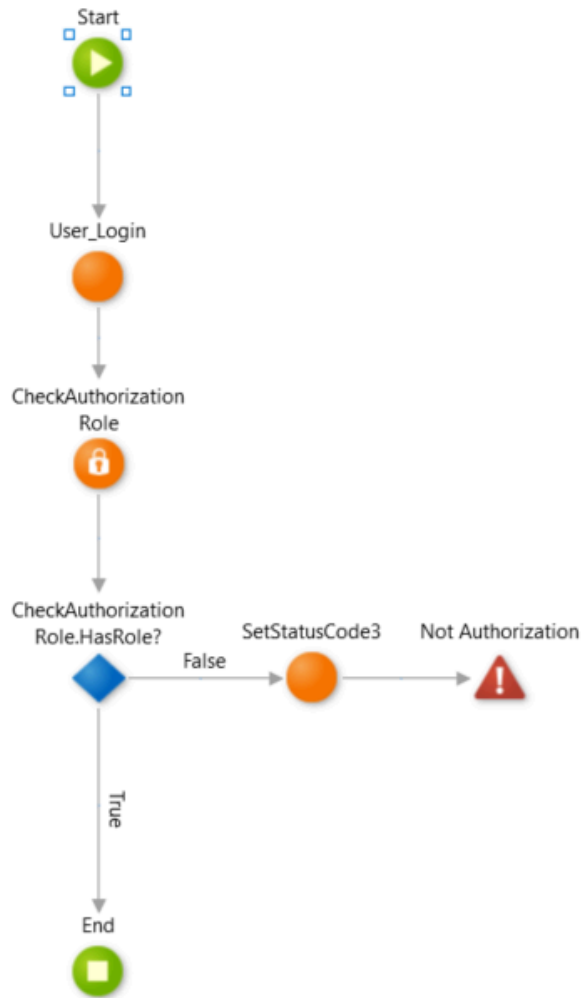 Start
User_Login
CheckAuthorization
Role
CheckAuthorization
Role.HasRole?
False
SetStatusCode3
Not Authorization
True
End